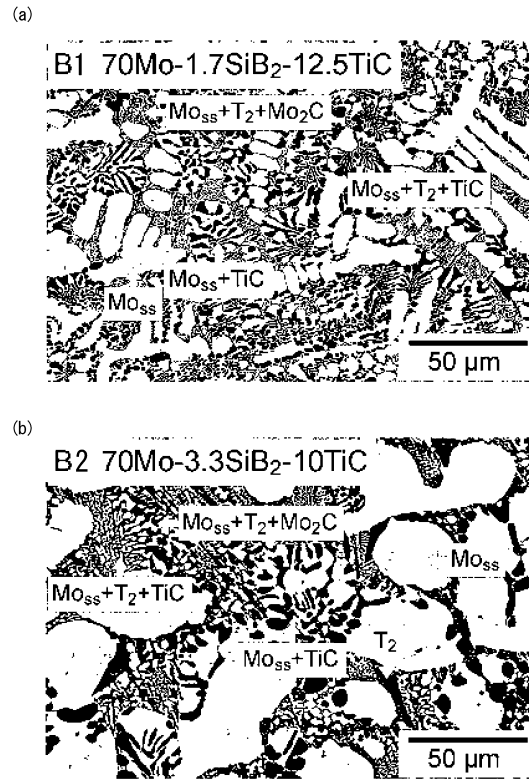 (a)
B1 70Mo-1.7SiB₂-12.5TiC
Moₛₛ+T₂+Mo₂C
Moₛₛ+T₂+TiC
Moₛₛ+TiC
Moₛₛ
50 µm
(b)
B2 70Mo-3.3SiB₂-10TiC
Moₛₛ+T₂+Mo₂C
Moₛₛ
Moₛₛ+T₂+TiC
T₂
Moₛₛ+TiC
50 µm